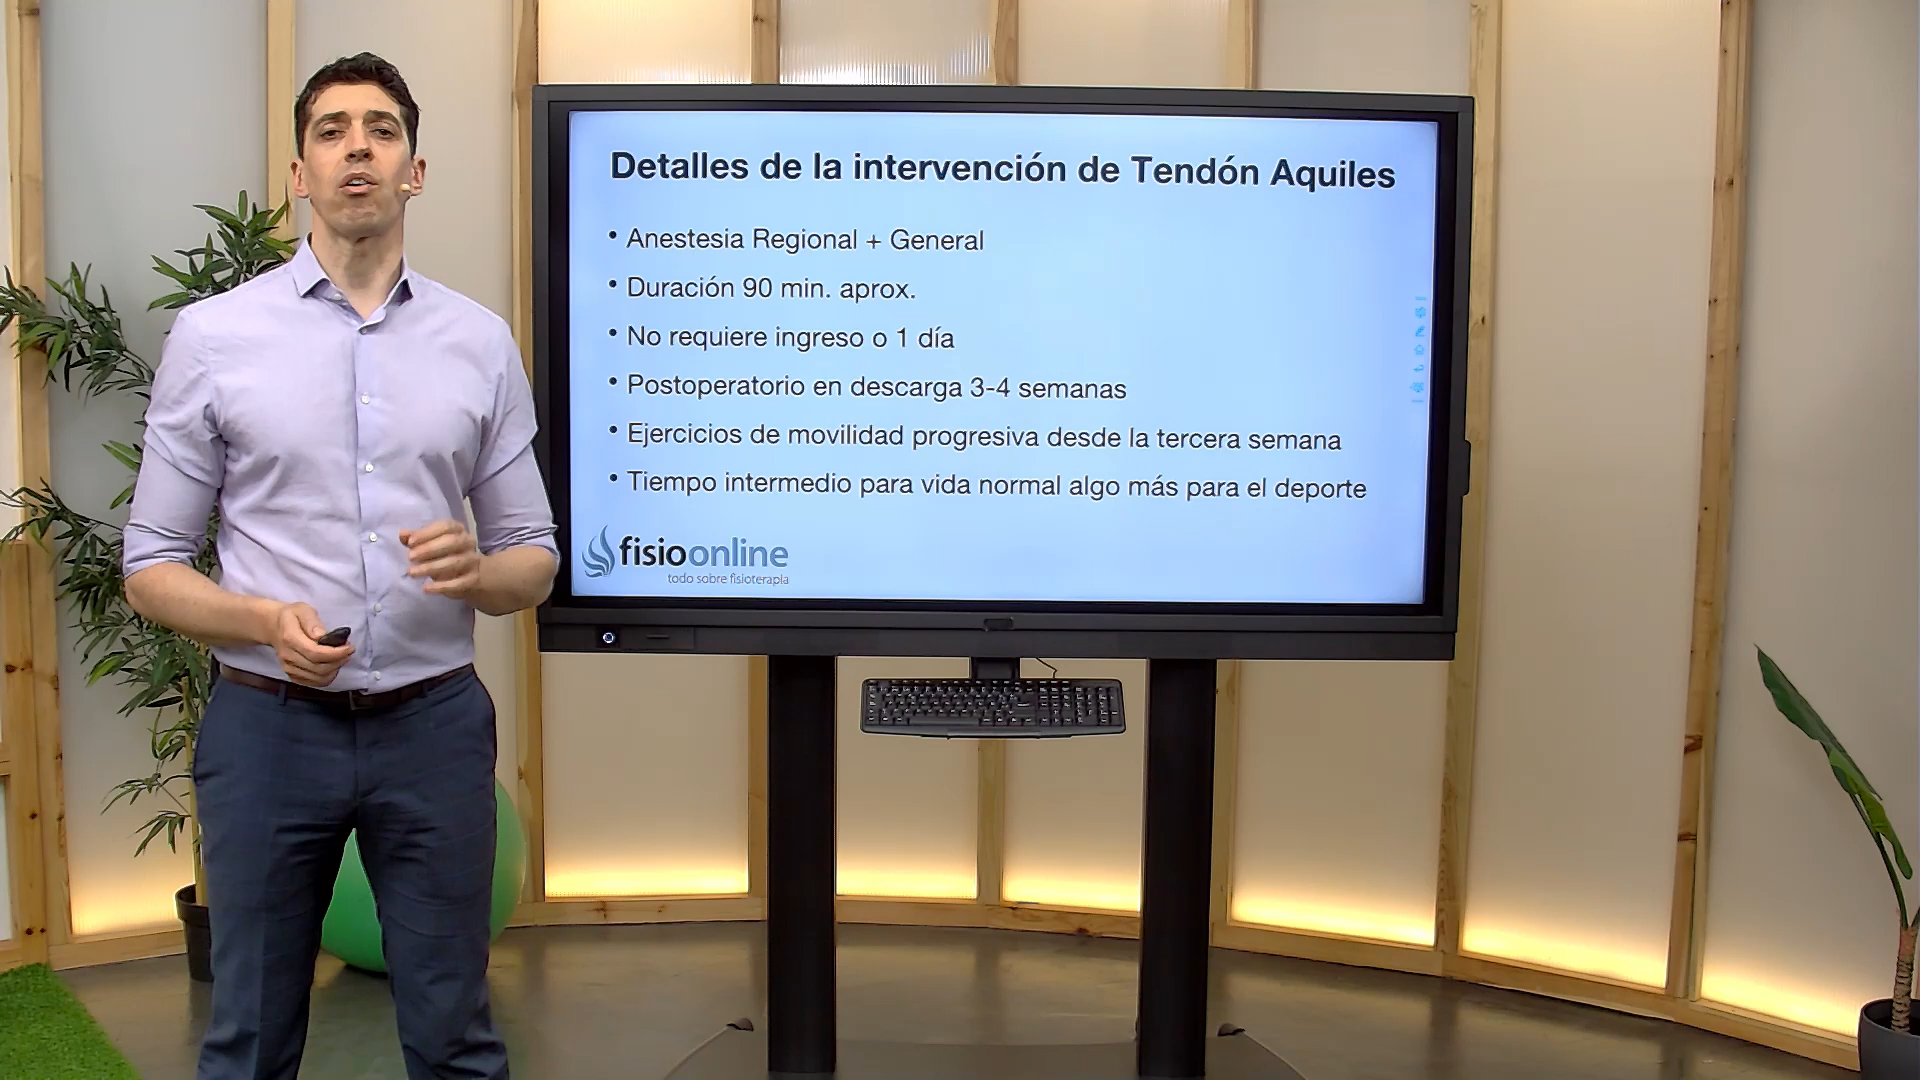 Detalles de la intervención de Tendón Aquiles
• Anestesia Regional + General
• Duración 90 min. aprox.
• No requiere ingreso o 1 día
• Postoperatorio en descarga 3-4 semanas
• Ejercicios de movilidad progresiva desde la tercera semana
• Tiempo intermedio para vida normal algo más para el deporte
fisioonline
todo sobre fisioterapia